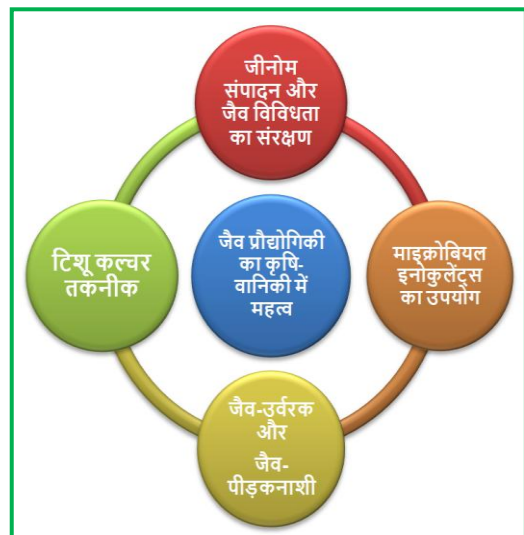 जीनोम
संपादन और
जैव विविधता
का संरक्षण
टिशू कल्चर
तकनीक
जैव प्रौद्योगिकी
का कृषि-
वानिकी में
महत्व
माइक्रोबियल
इनोकुलेंट्स
का उपयोग
जैव-उर्वरक
और
जैव-
पीड़कनाशी